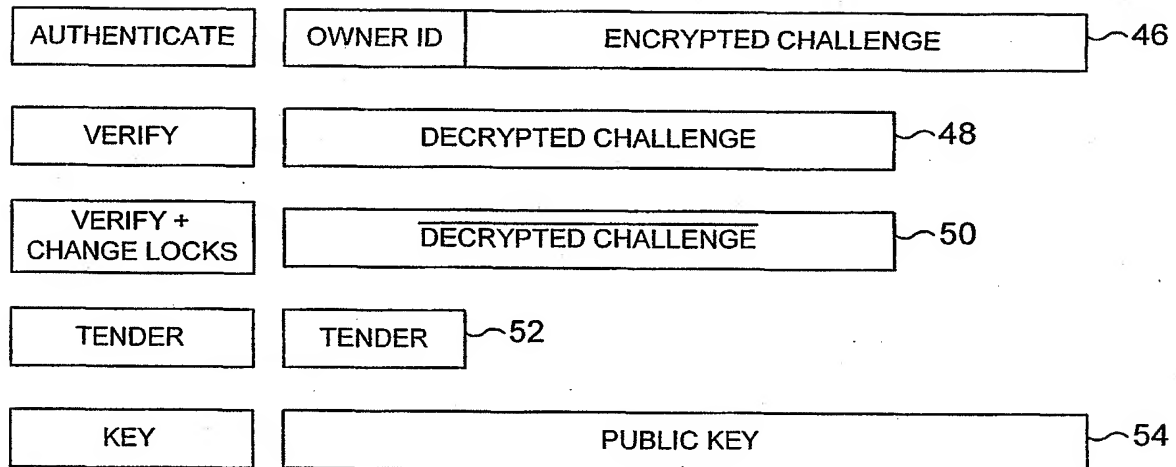 AUTHENTICATE OWNER ID ENCRYPTED CHALLENGE 46
VERIFY DECRYPTED CHALLENGE 48
VERIFY +
CHANGE LOCKS DECRYPTED CHALLENGE 50
TENDER TENDER 52
KEY PUBLIC KEY 54